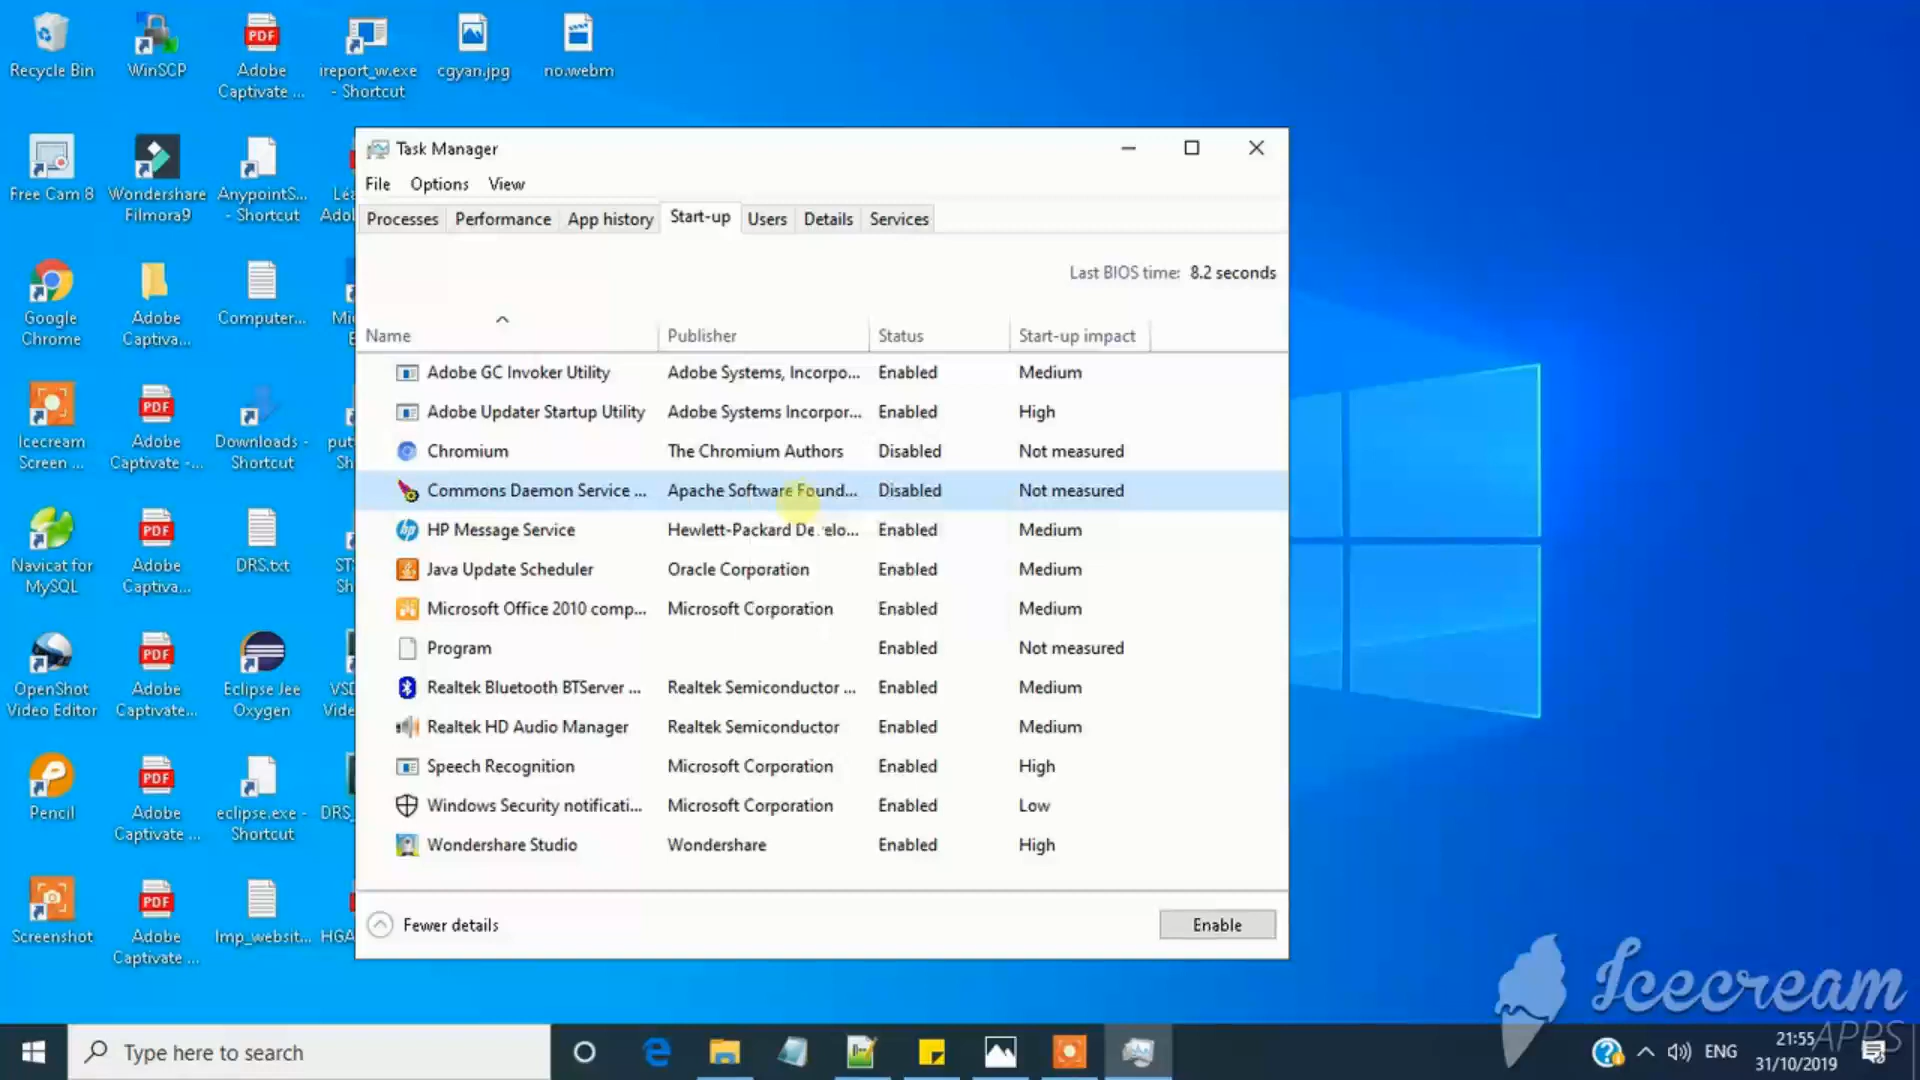 Recycle Bin
WinSCP
Adobe
Captivate ...
ireport_w.exe
- Shortcut
cgyan.jpg
no.webm
Free Cam 8
Wondershare
Filmora9
AnypointS...
- Shortcut
Google
Chrome
Adobe
Captiva...
Computer...
Icecream
Screen ...
Adobe
Captivate -...
Downloads -
Shortcut
Navicat for
MySQL
Adobe
Captiva...
DRS.txt
OpenShot
Video Editor
Adobe
Captivate...
Eclipse Jee
Oxygen
Pencil
Adobe
Captivate ...
eclipse.exe -
Shortcut
Screenshot
Adobe
Captivate ...
Imp_websit...
Task Manager
File Options View
Processes Performance App history Start-up Users Details Services
Last BIOS time: 8.2 seconds
Name Publisher Status Start-up impact
Adobe GC Invoker Utility Adobe Systems, Incorpo... Enabled Medium
Adobe Updater Startup Utility Adobe Systems Incorpor... Enabled High
Chromium The Chromium Authors Disabled Not measured
Commons Daemon Service ... Apache Software Found... Disabled Not measured
HP Message Service Hewlett-Packard De elo... Enabled Medium
Java Update Scheduler Oracle Corporation Enabled Medium
Microsoft Office 2010 comp... Microsoft Corporation Enabled Medium
Program Enabled Not measured
Realtek Bluetooth BTServer ... Realtek Semiconductor ... Enabled Medium
Realtek HD Audio Manager Realtek Semiconductor Enabled Medium
Speech Recognition Microsoft Corporation Enabled High
Windows Security notificati... Microsoft Corporation Enabled Low
Wondershare Studio Wondershare Enabled High
Fewer details
Enable
Icecream
APPS
Type here to search
ENG
21:55
31/10/2019